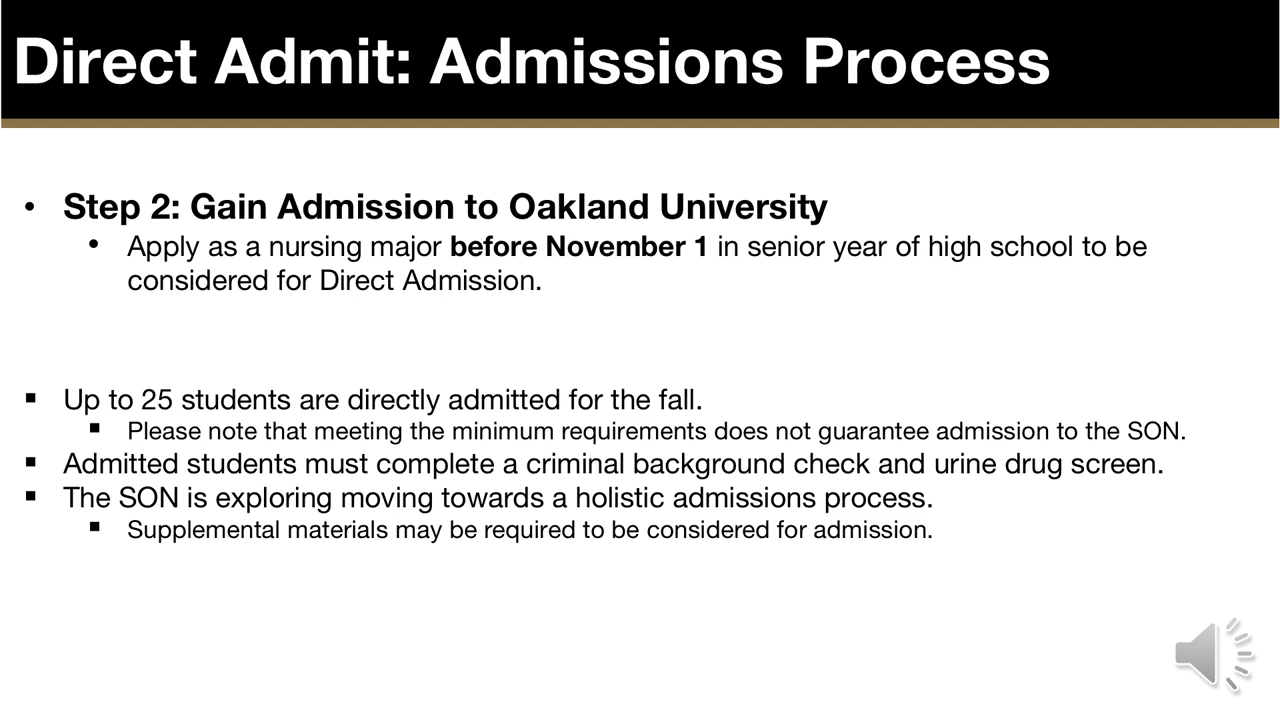 Direct Admit: Admissions Process
• Step 2: Gain Admission to Oakland University
• Apply as a nursing major before November 1 in senior year of high school to be
considered for Direct Admission.
▪ Up to 25 students are directly admitted for the fall.
▪ Please note that meeting the minimum requirements does not guarantee admission to the SON.
▪ Admitted students must complete a criminal background check and urine drug screen.
▪ The SON is exploring moving towards a holistic admissions process.
▪ Supplemental materials may be required to be considered for admission.